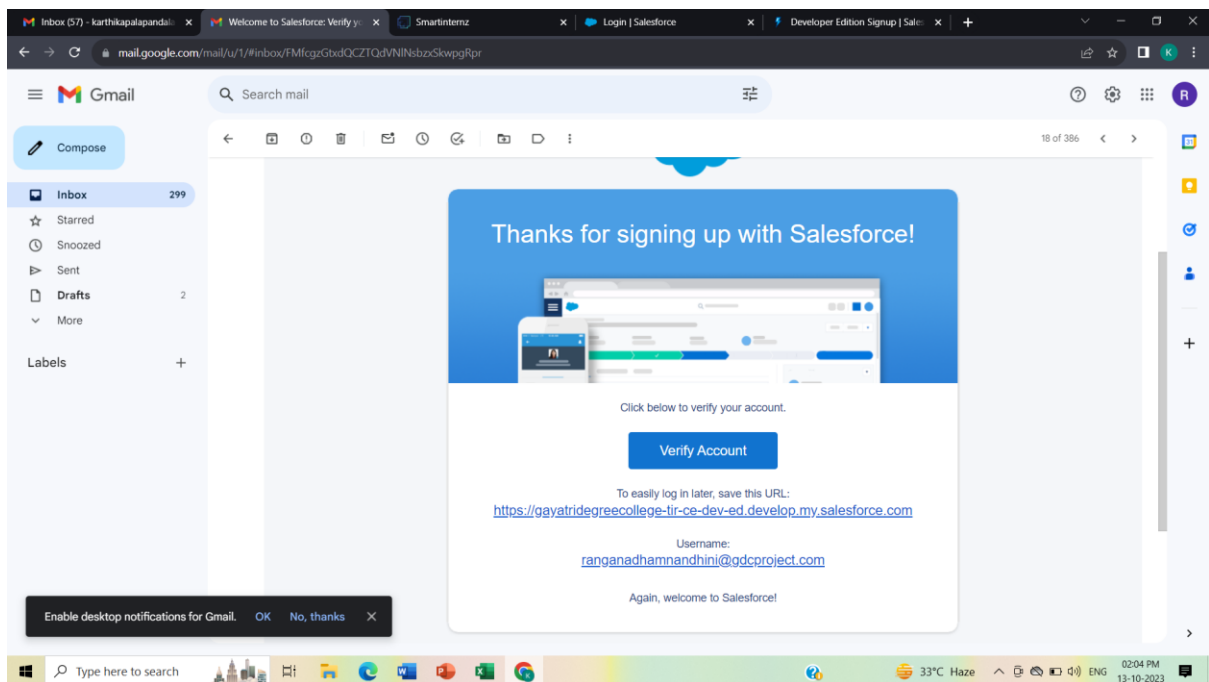 Inbox (57) - karthikapalapandala
Welcome to Salesforce: Verify yo
Smartinternz
Login | Salesforce
Developer Edition Signup | Sales
mail.google.com/mail/u/1/#inbox/FMfcgzGtxdQCZTQdVNlNsbzxSkwpgRpr
K
Gmail
Search mail
R
Compose
18 of 386
31
Inbox 299
Starred
Snoozed
Sent
Drafts 2
More
Labels
Thanks for signing up with Salesforce!
Click below to verify your account.
Verify Account
To easily log in later, save this URL:
https://gayatridegreecollege-tir-ce-dev-ed.develop.my.salesforce.com
Username:
ranganadhamnandhini@gdcproject.com
Again, welcome to Salesforce!
Enable desktop notifications for Gmail. OK No, thanks
Type here to search
33°C Haze
ENG
02:04 PM
13-10-2023